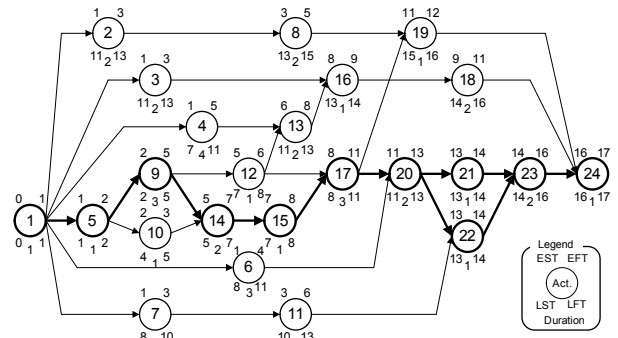 1 3 3 5 11 12
2 8 19
11 2 13 13 2 15 15 1 16
1 3 8 9 9 11
3 16 18
11 2 13 13 1 14 14 2 16
1 5 6 8
4 13
7 4 11 11 2 13
2 5 5 6 8 11 11 13 13 14 14 16 16 17
9 12 17 20 21 23 24
2 3 5 7 1 8 8 3 11 11 2 13 13 1 14 14 2 16 16 1 17
0 1 1 2 2 3 5 7 7 8 13 14
1 5 10 14 15 22
0 1 1 1 1 2 4 1 5 5 2 7 7 1 8 13 1 14
1 4
6
8 3 11
1 3 3 6
7 11
8 10 10 13
Legend
EST EFT
Act.
LST LFT
Duration